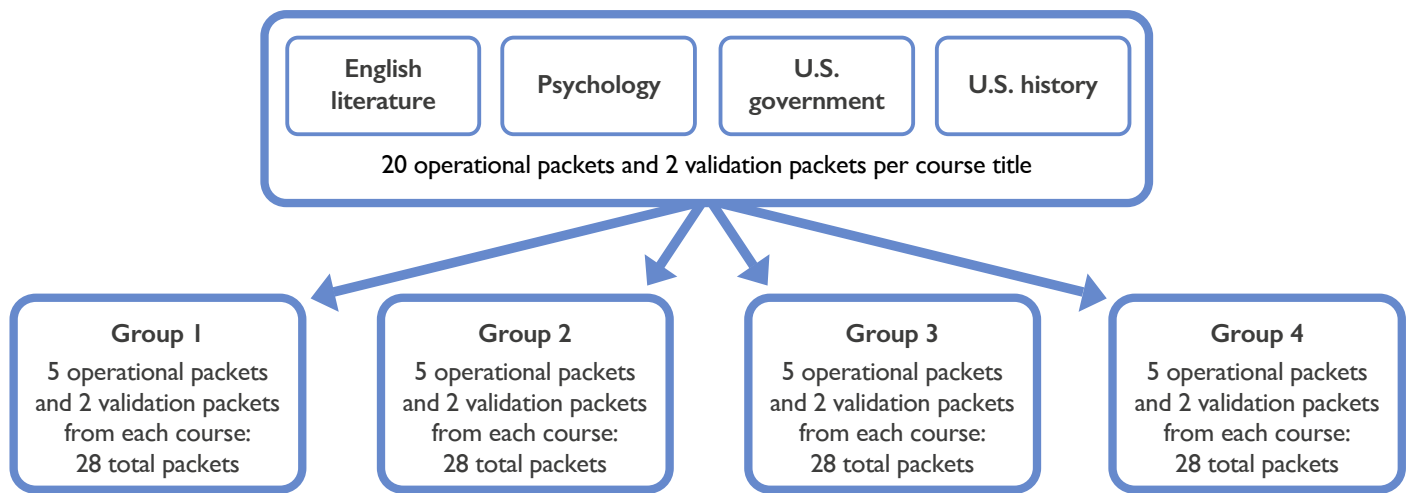 English
literature
Psychology
U.S.
government
U.S. history
20 operational packets and 2 validation packets per course title
Group 1
5 operational packets
and 2 validation packets
from each course:
28 total packets
Group 2
5 operational packets
and 2 validation packets
from each course:
28 total packets
Group 3
5 operational packets
and 2 validation packets
from each course:
28 total packets
Group 4
5 operational packets
and 2 validation packets
from each course:
28 total packets